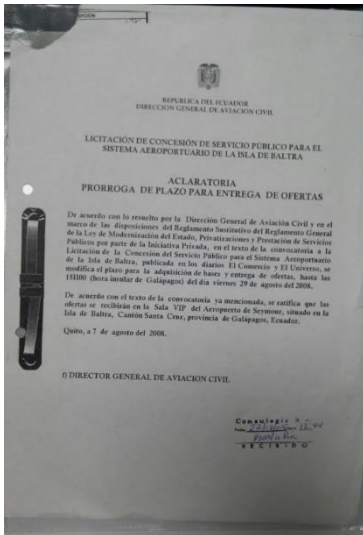 REPUBLICA DEL ECUADOR
DIRECCION GENERAL DE AVIACION CIVIL
LICITACIÓN DE CONCESIÓN DE SERVICIO PÚBLICO PARA EL
SISTEMA AEROPORTUARIO DE LA ISLA DE BALTRA
ACLARATORIA
PRORROGA DE PLAZO PARA ENTREGA DE OFERTAS
De acuerdo con lo resuelto por la Dirección General de Aviación Civil y en el
marco de las disposiciones del Reglamento Sustitutivo del Reglamento General
de la Ley de Modernización del Estado, Privatizaciones y Prestación de Servicios
Públicos por parte de la Iniciativa Privada, en el texto de la convocatoria a la
Licitación de la Concesión del Servicio Público para el Sistema Aeroportuario
de la Isla de Baltra, publicada en los diarios El Comercio y El Universo, se
modifica el plazo para la adquisición de bases y entrega de ofertas, hasta las
15H00 (hora insular de Galápagos) del día viernes 29 de agosto del 2008.
De acuerdo con el texto de la convocatoria ya mencionada, se ratifica que las
ofertas se recibirán en la Sala VIP del Aeropuerto de Seymour, situado en la
Isla de Baltra, Cantón Santa Cruz, provincia de Galápagos, Ecuador.
Quito, a 7 de agosto del 2008.
f) DIRECTOR GENERAL DE AVIACION CIVIL
RECIBIDO